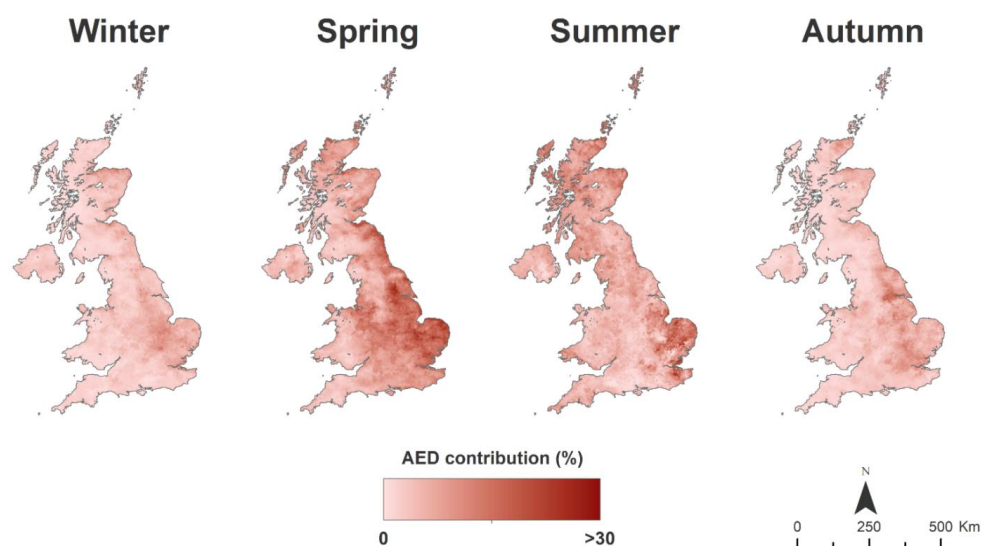 Winter Spring Summer Autumn
AED contribution (%)
0 >30
N
0 250 500 Km